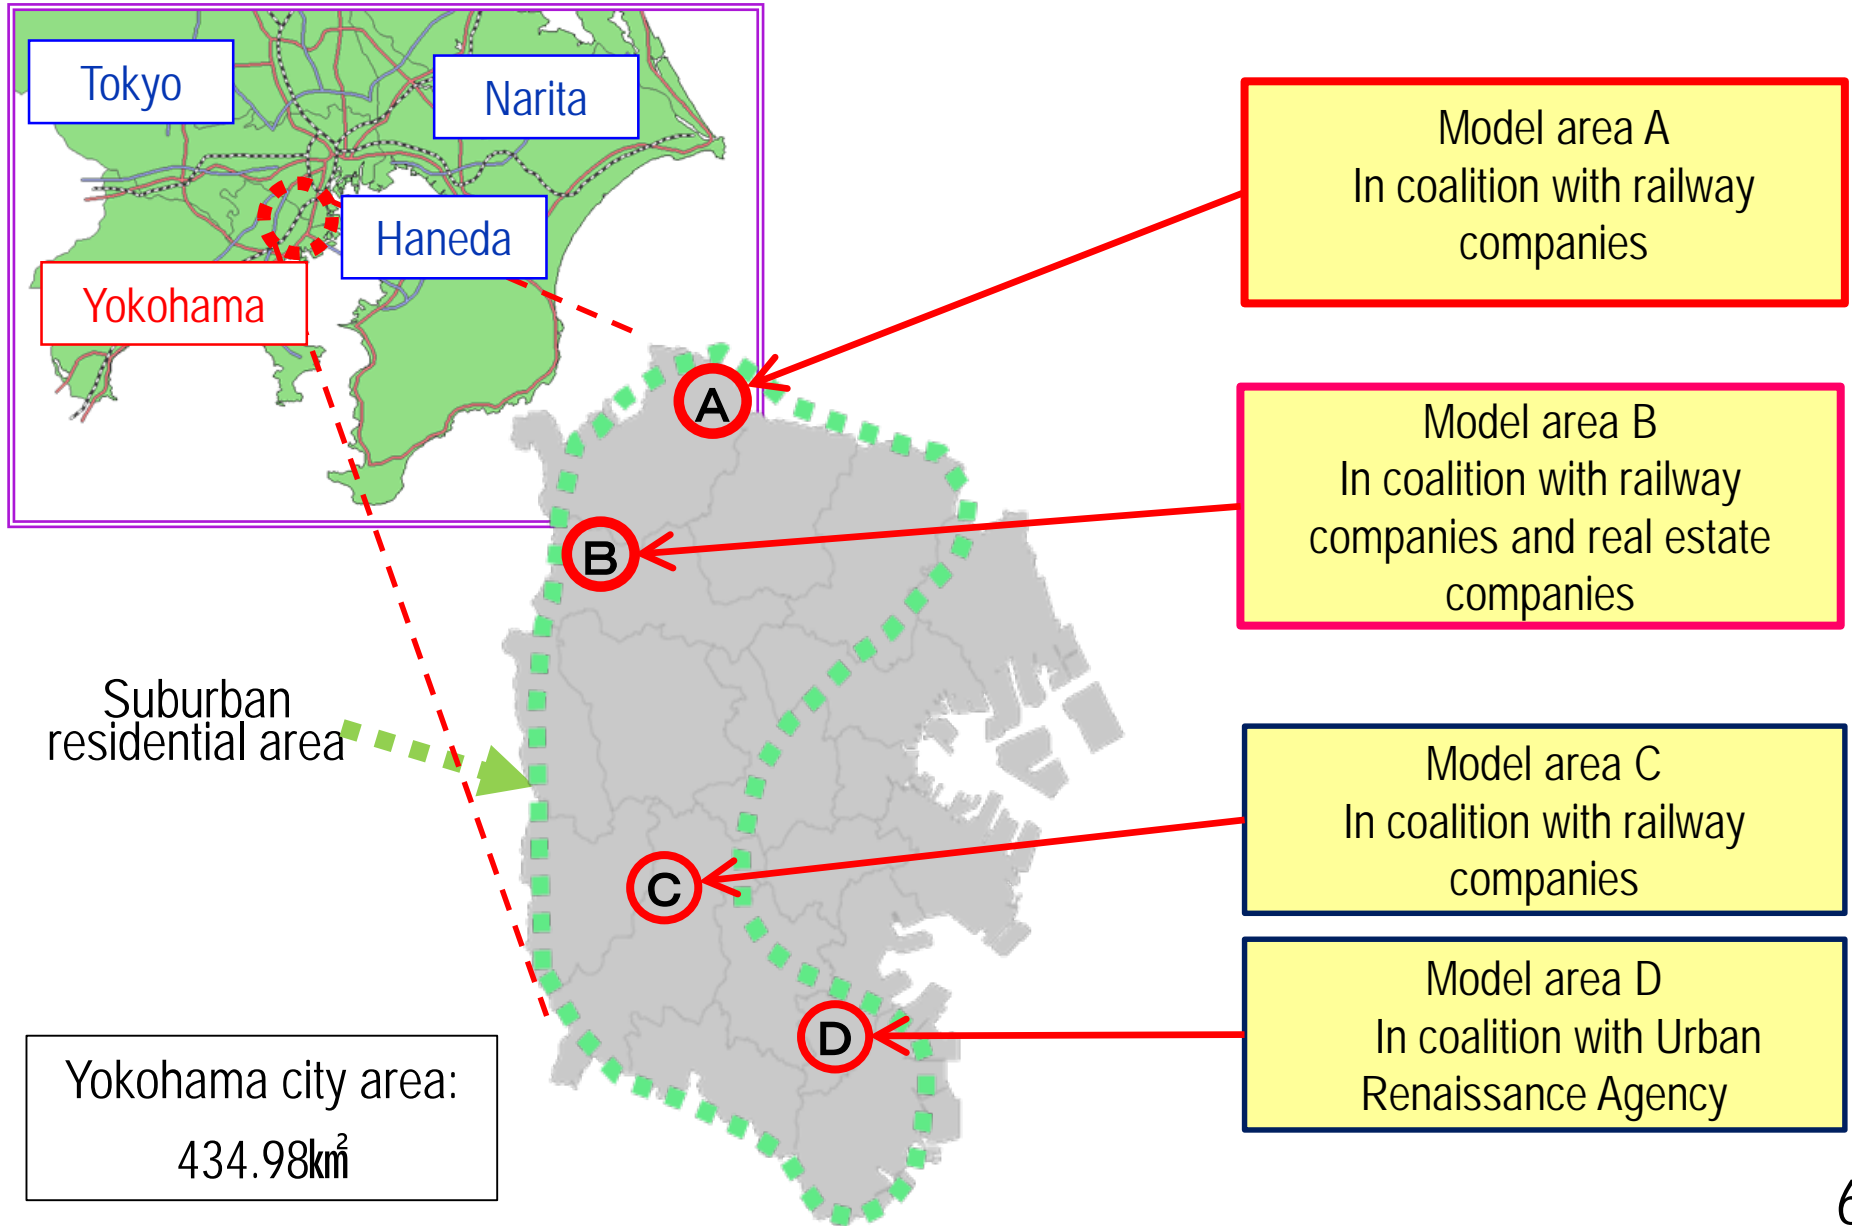 Tokyo
Narita
Haneda
Yokohama
Model area A
In coalition with railway
companies
A
Model area B
In coalition with railway
companies and real estate
companies
B
Suburban
residential area
Model area C
In coalition with railway
companies
C
Model area D
In coalition with Urban
Renaissance Agency
D
Yokohama city area:
434.98㎢
6